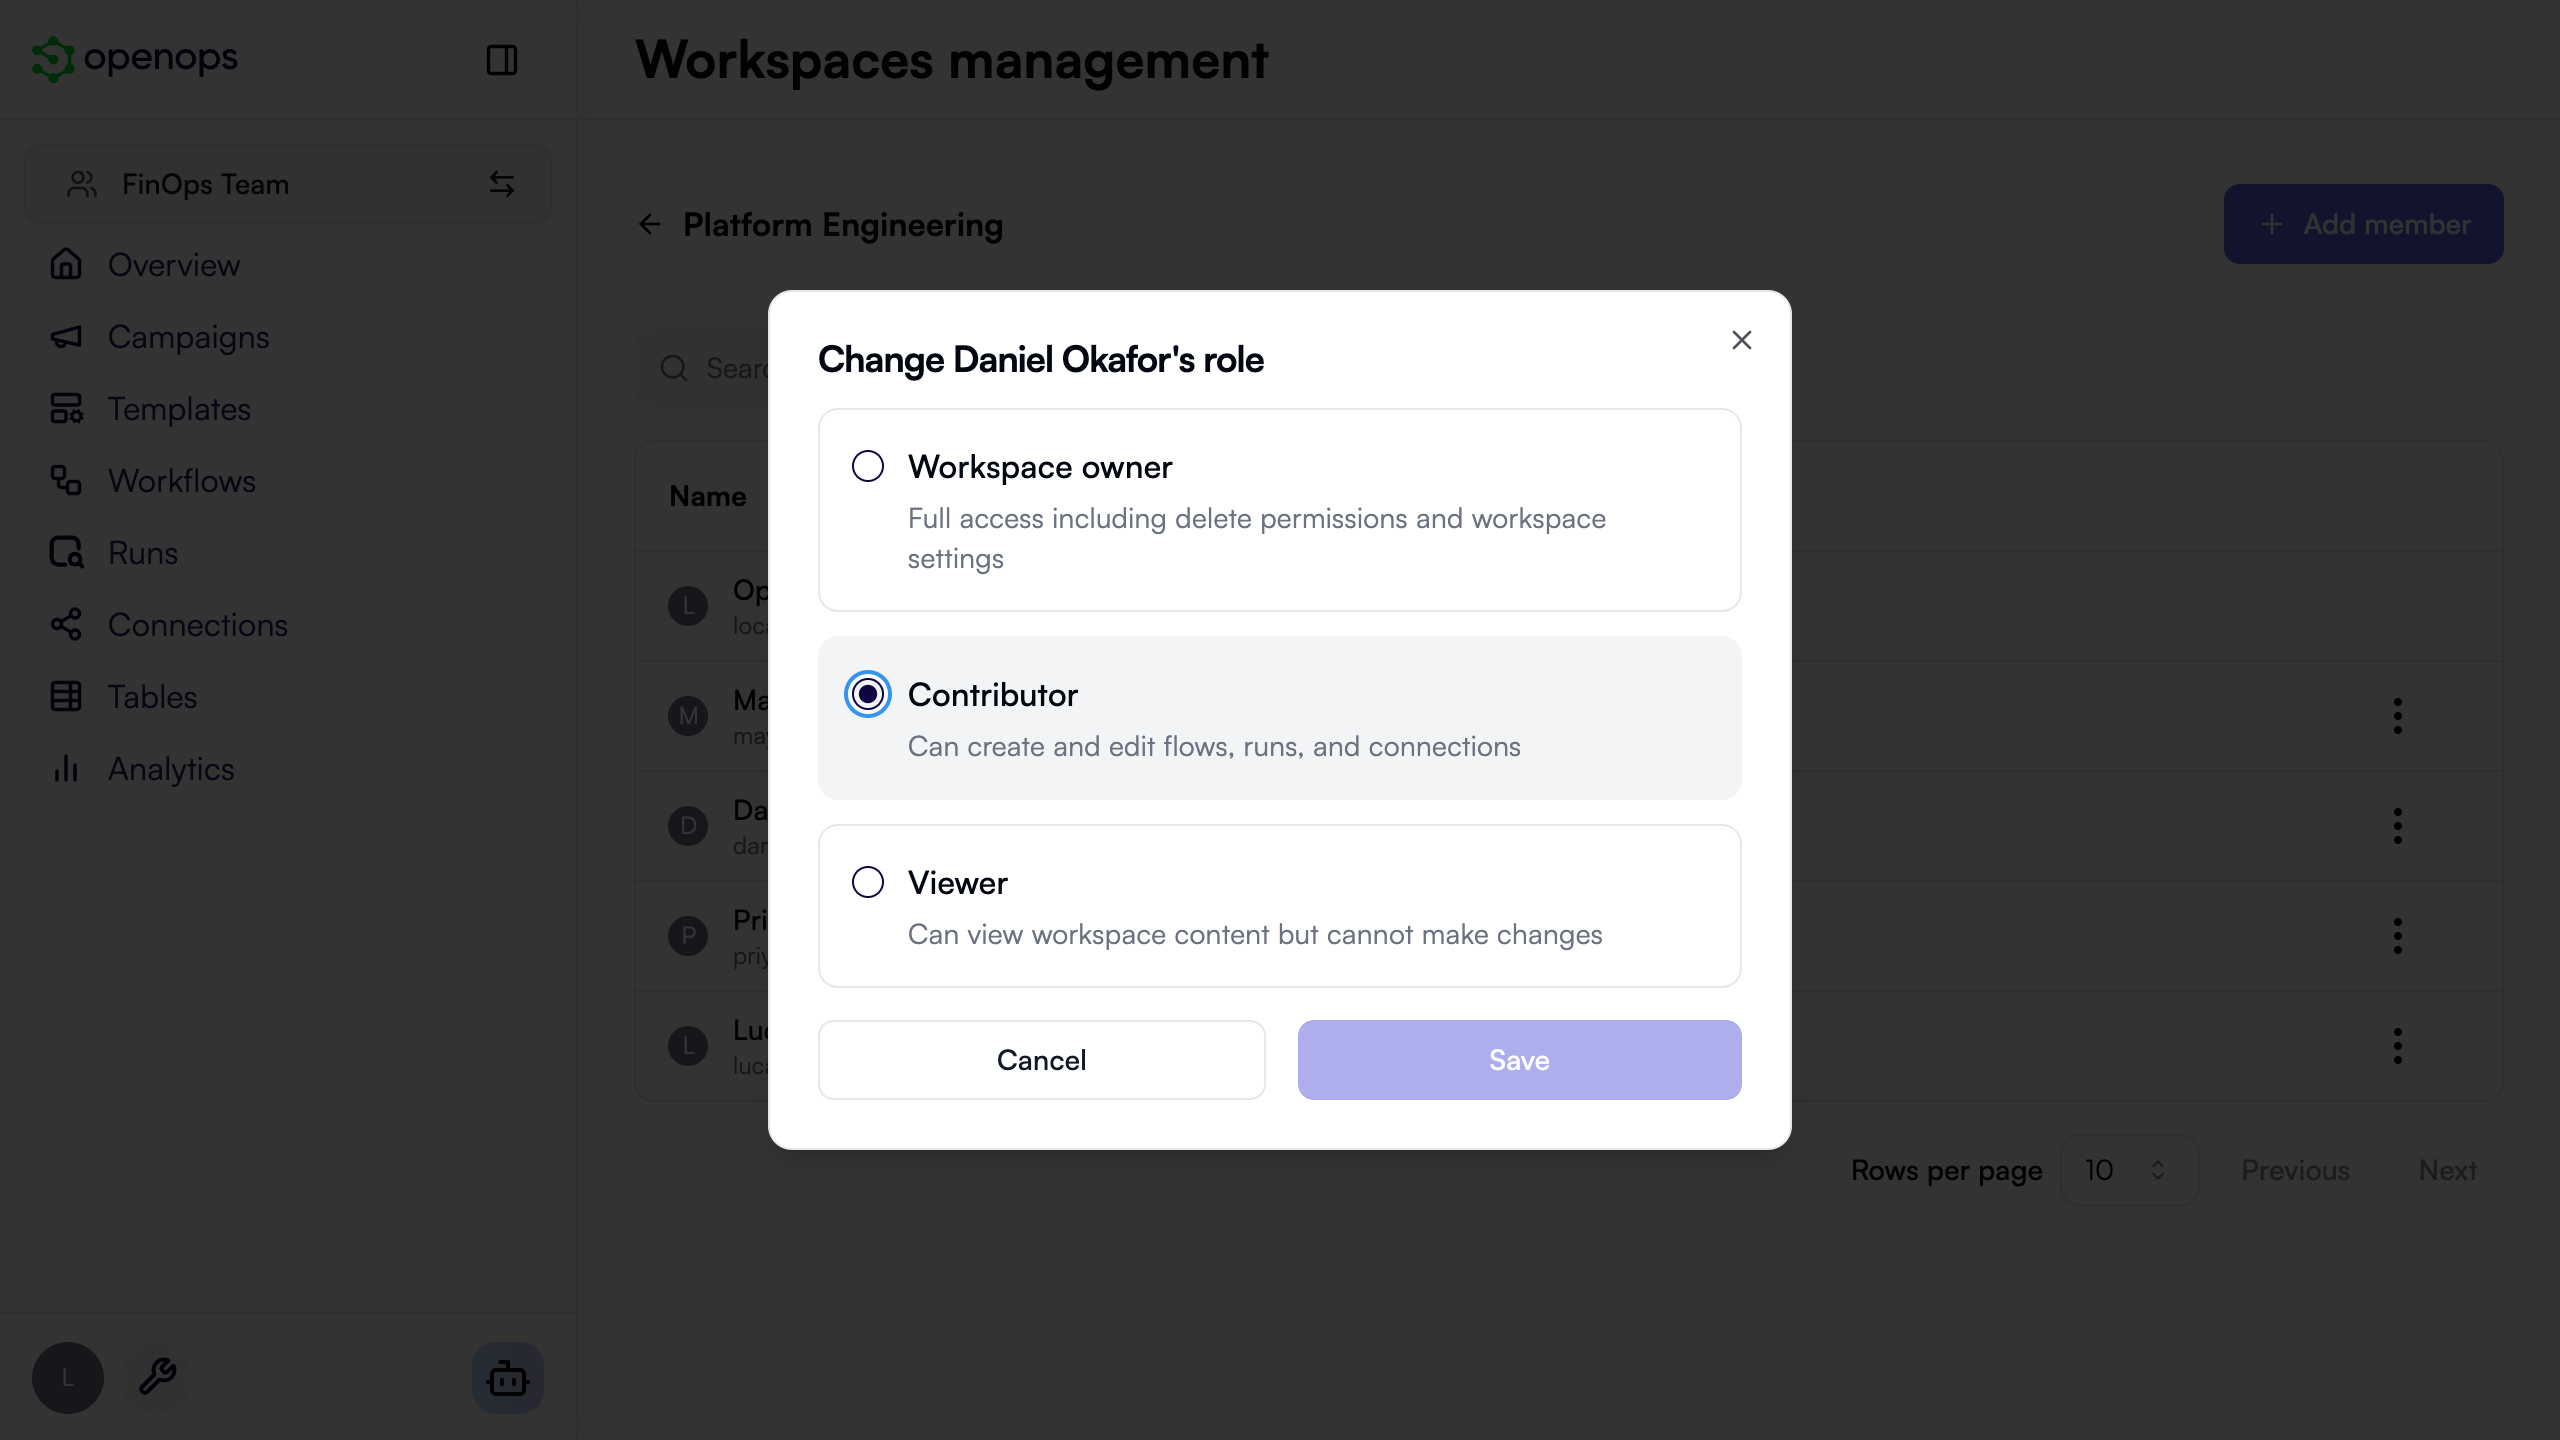 openops
Workspaces management
FinOps Team
Platform Engineering
Add member
Overview
Campaigns
Templates
Workflows
Runs
Connections
Tables
Analytics
Change Daniel Okafor's role
Workspace owner
Full access including delete permissions and workspace
settings
Contributor
Can create and edit flows, runs, and connections
Viewer
Can view workspace content but cannot make changes
Cancel
Save
Name
L
M
D
P
L
Rows per page
10
Previous
Next
L